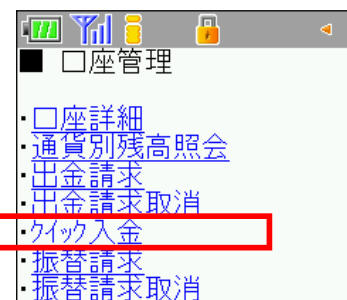 ■ 口座管理
・口座詳細
・通貨別残高照会
・出金請求
・出金請求取消
・ｸｲｯｸ入金
・振替請求
・振替請求取消